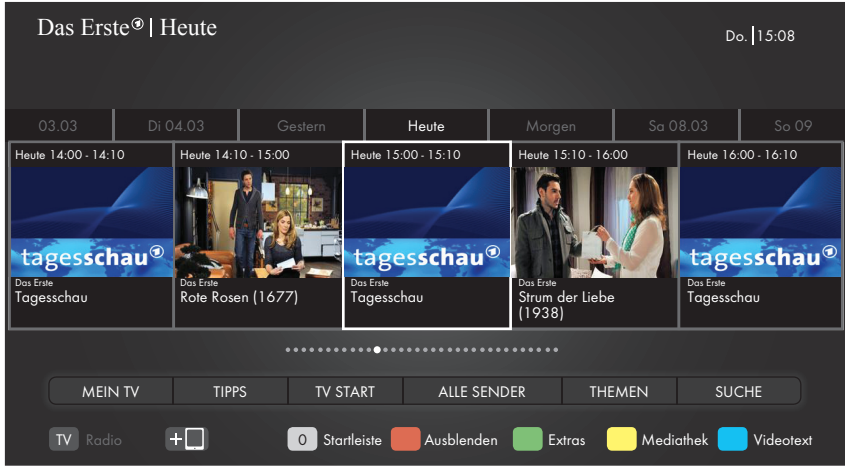 Das Erste | Heute
Do. 15:08
03.03 Di 04.03 Gestern Heute Morgen Sa 08.03 So 09
Heute 14:00 - 14:10
tagesschau
Das Erste
Tagesschau
Heute 14:10 - 15:00
Das Erste
Rote Rosen (1677)
Heute 15:00 - 15:10
tagesschau
Das Erste
Tagesschau
Heute 15:10 - 16:00
Das Erste
Strum der Liebe
(1938)
Heute 16:00 - 16:10
tagesschau
Das Erste
Tagesschau
MEIN TV TIPPS TV START ALLE SENDER THEMEN SUCHE
TV Radio + 0 Startleiste Ausblenden Extras Mediathek Videotext